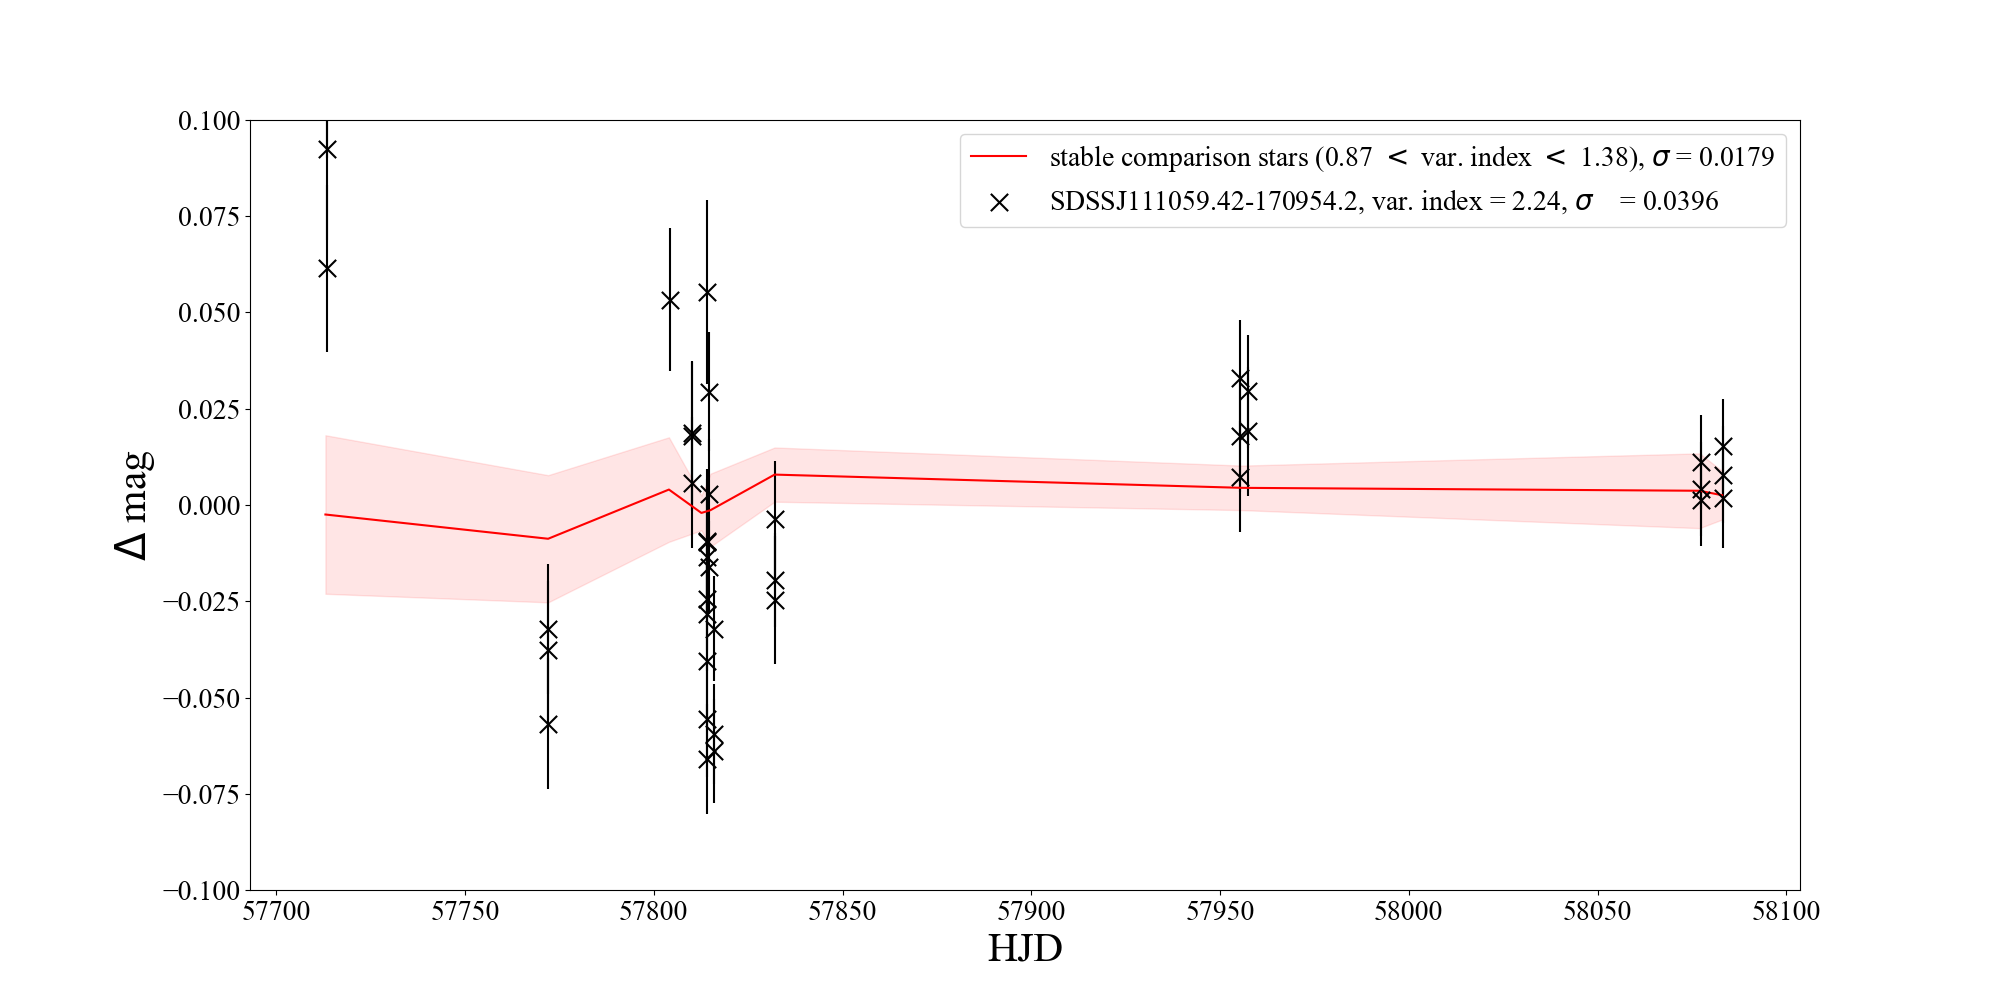 0.100
0.075
0.050
0.025
0.000
−0.025
−0.050
−0.075
−0.100
Δ mag
stable comparison stars (0.87 < var. index < 1.38), σ = 0.0179
SDSSJ111059.42-170954.2, var. index = 2.24, σ = 0.0396
57700 57750 57800 57850 57900 57950 58000 58050 58100
HJD